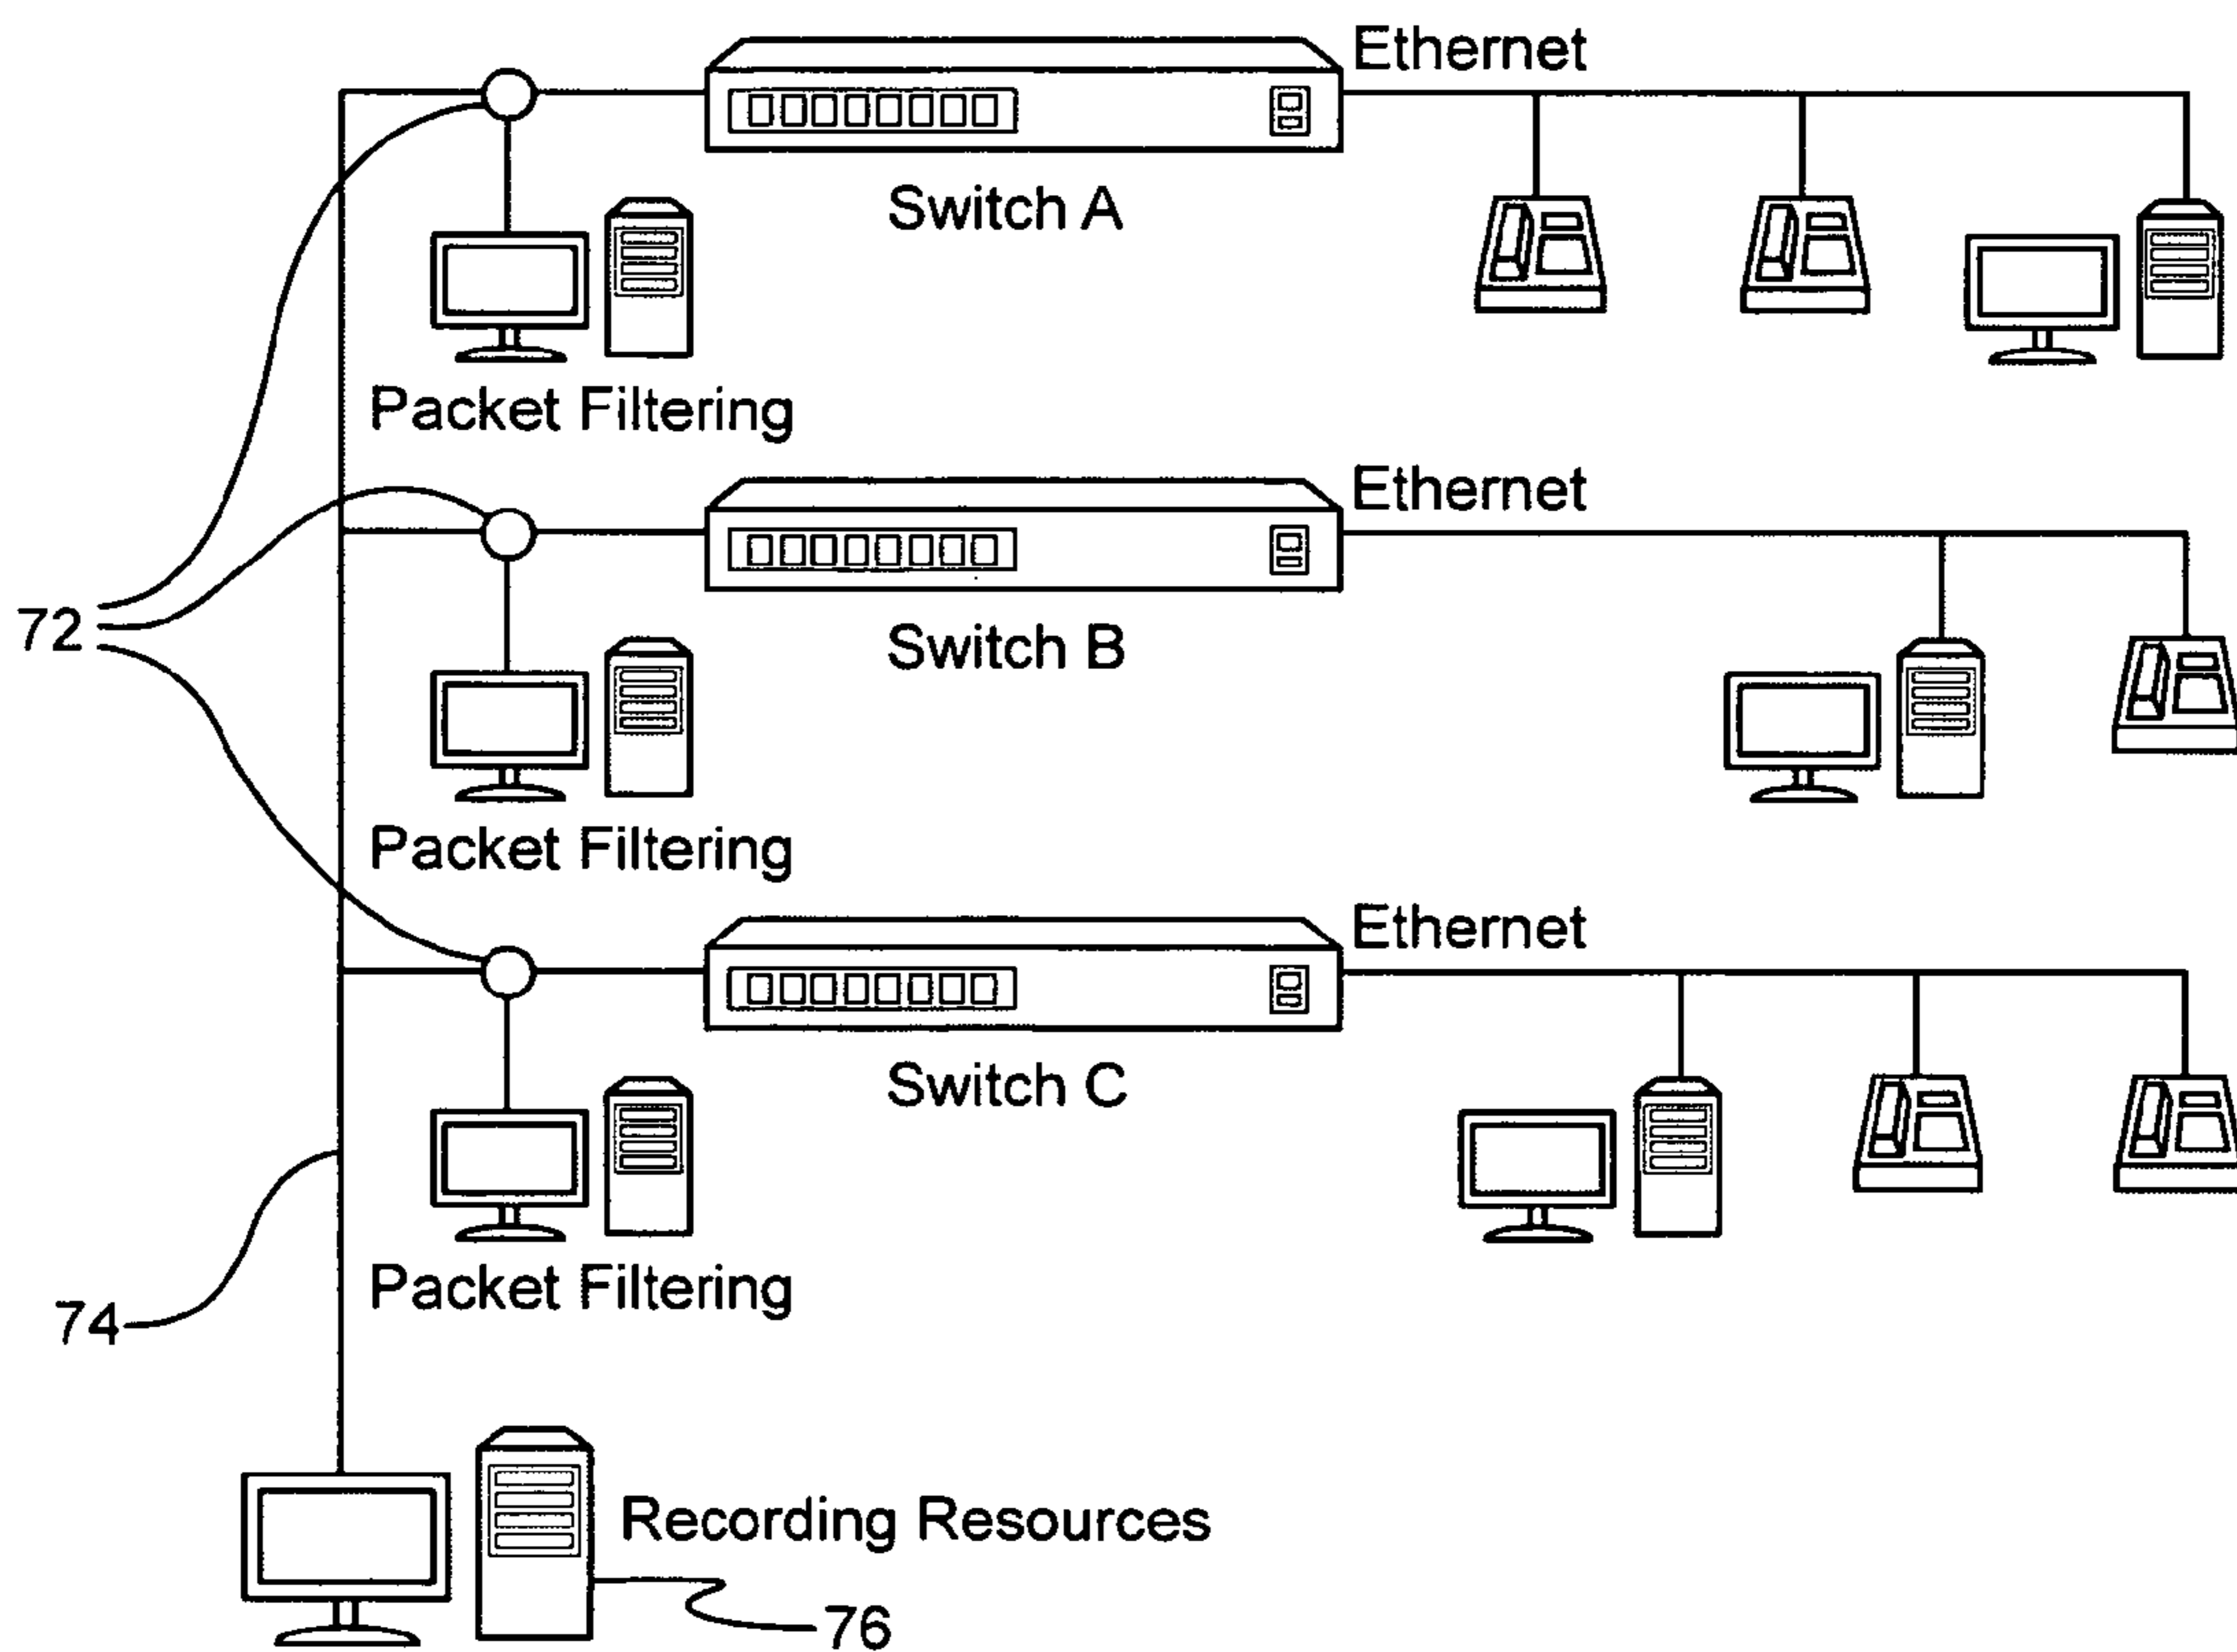 Ethernet
Switch A
Packet Filtering
Ethernet
72
Switch B
Packet Filtering
Ethernet
Switch C
Packet Filtering
74
Recording Resources
76